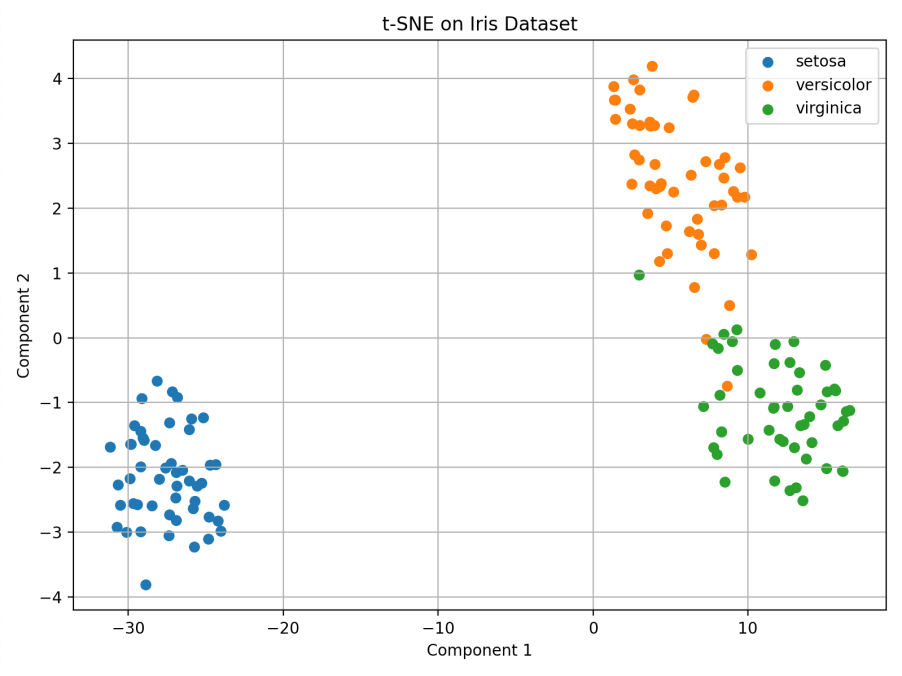 t-SNE on Iris Dataset
setosa
versicolor
virginica
Component 2
4
3
2
1
0
−1
−2
−3
−4
−30 −20 −10 0 10
Component 1